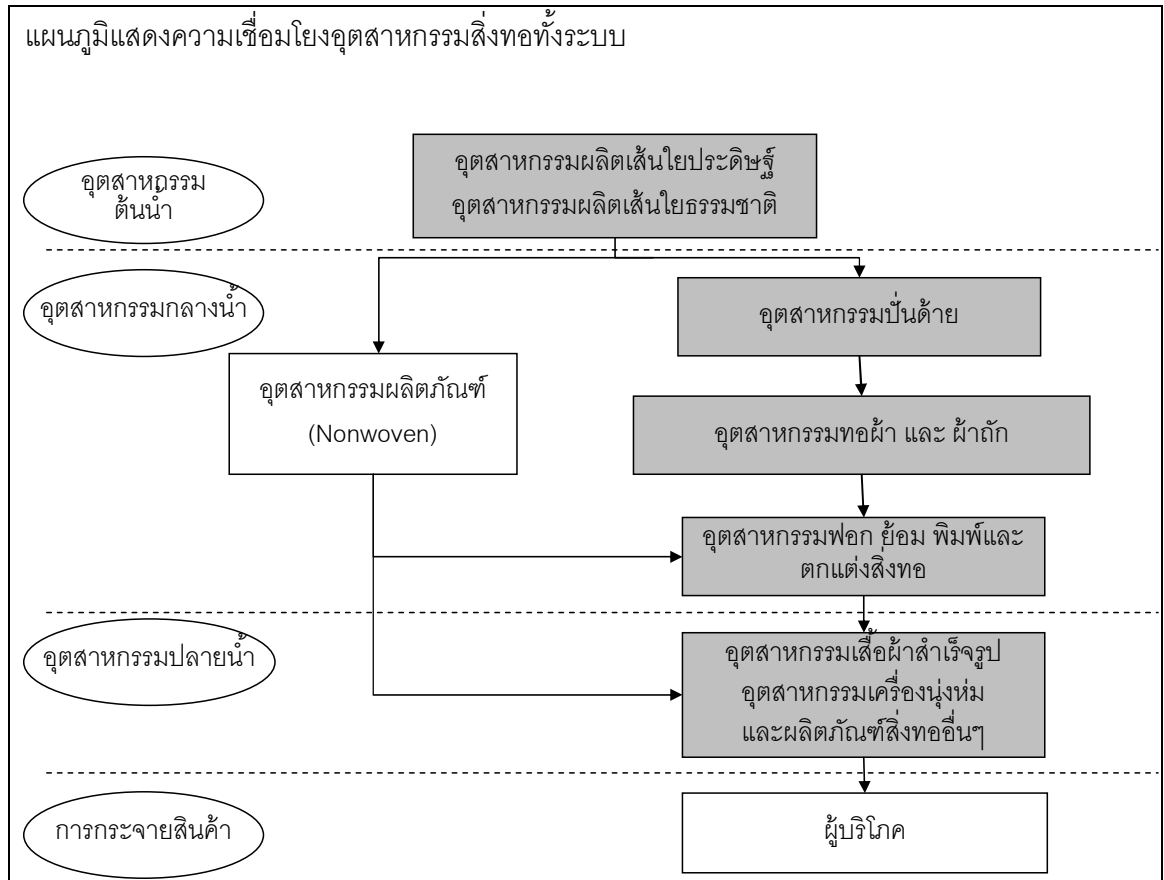 แผนภูมิแสดงความเชื่อมโยงอุตสาหกรรมสิ่งทอทั้งระบบ
อุตสาหกรรม
ต้นน้ำ
อุตสาหกรรมผลิตเส้นใยประดิษฐ์
อุตสาหกรรมผลิตเส้นใยธรรมชาติ
อุตสาหกรรมกลางน้ำ
อุตสาหกรรมปั่นด้าย
อุตสาหกรรมผลิตภัณฑ์
(Nonwoven)
อุตสาหกรรมทอผ้า และ ผ้าถัก
อุตสาหกรรมฟอก ย้อม พิมพ์และ
ตกแต่งสิ่งทอ
อุตสาหกรรมปลายน้ำ
อุตสาหกรรมเสื้อผ้าสำเร็จรูป
อุตสาหกรรมเครื่องนุ่งห่ม
และผลิตภัณฑ์สิ่งทออื่นๆ
การกระจายสินค้า
ผู้บริโภค